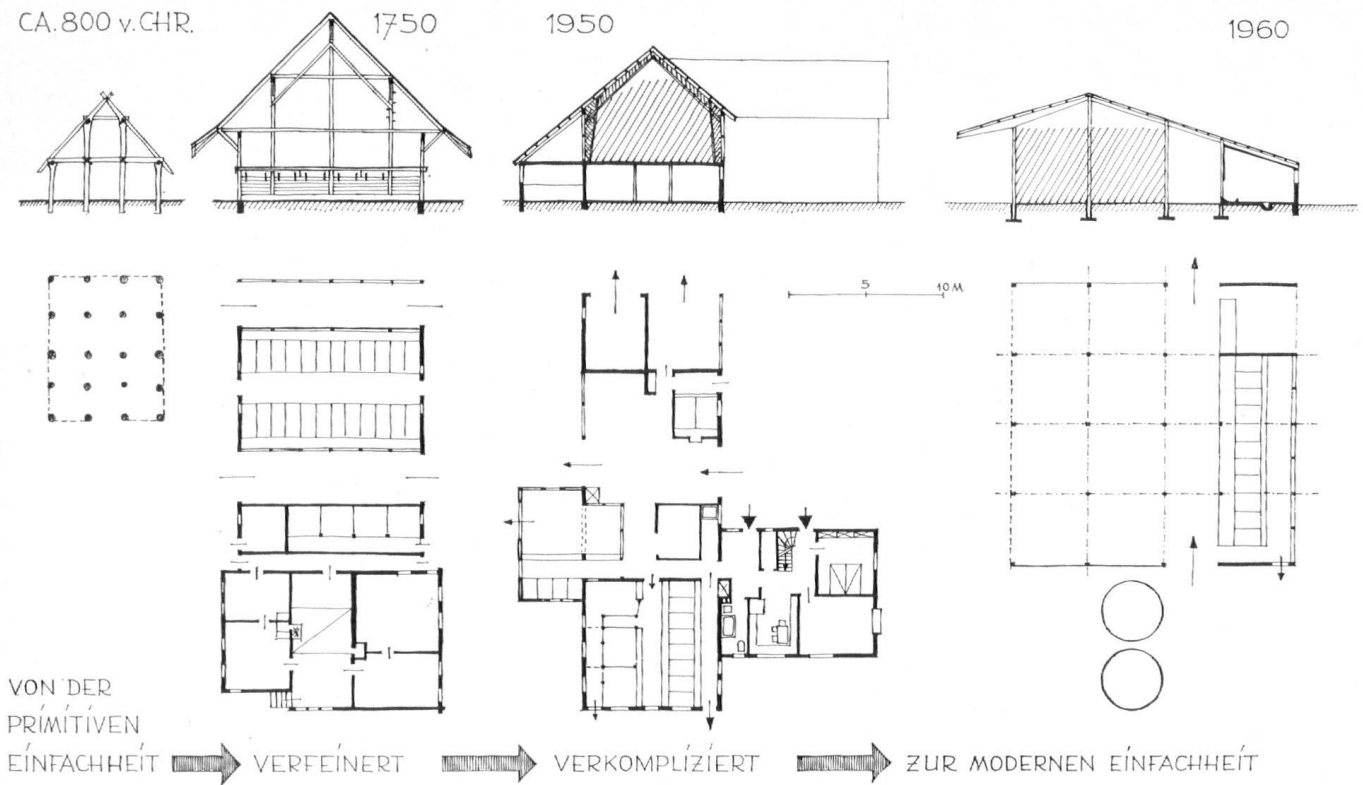 CA. 800 v. CHR.
1750
1950
1960
5
10 M
VON DER
PRIMITIVEN
EINFACHHEIT
VERFEINERT
VERKOMPLIZIERT
ZUR MODERNEN EINFACHHEIT